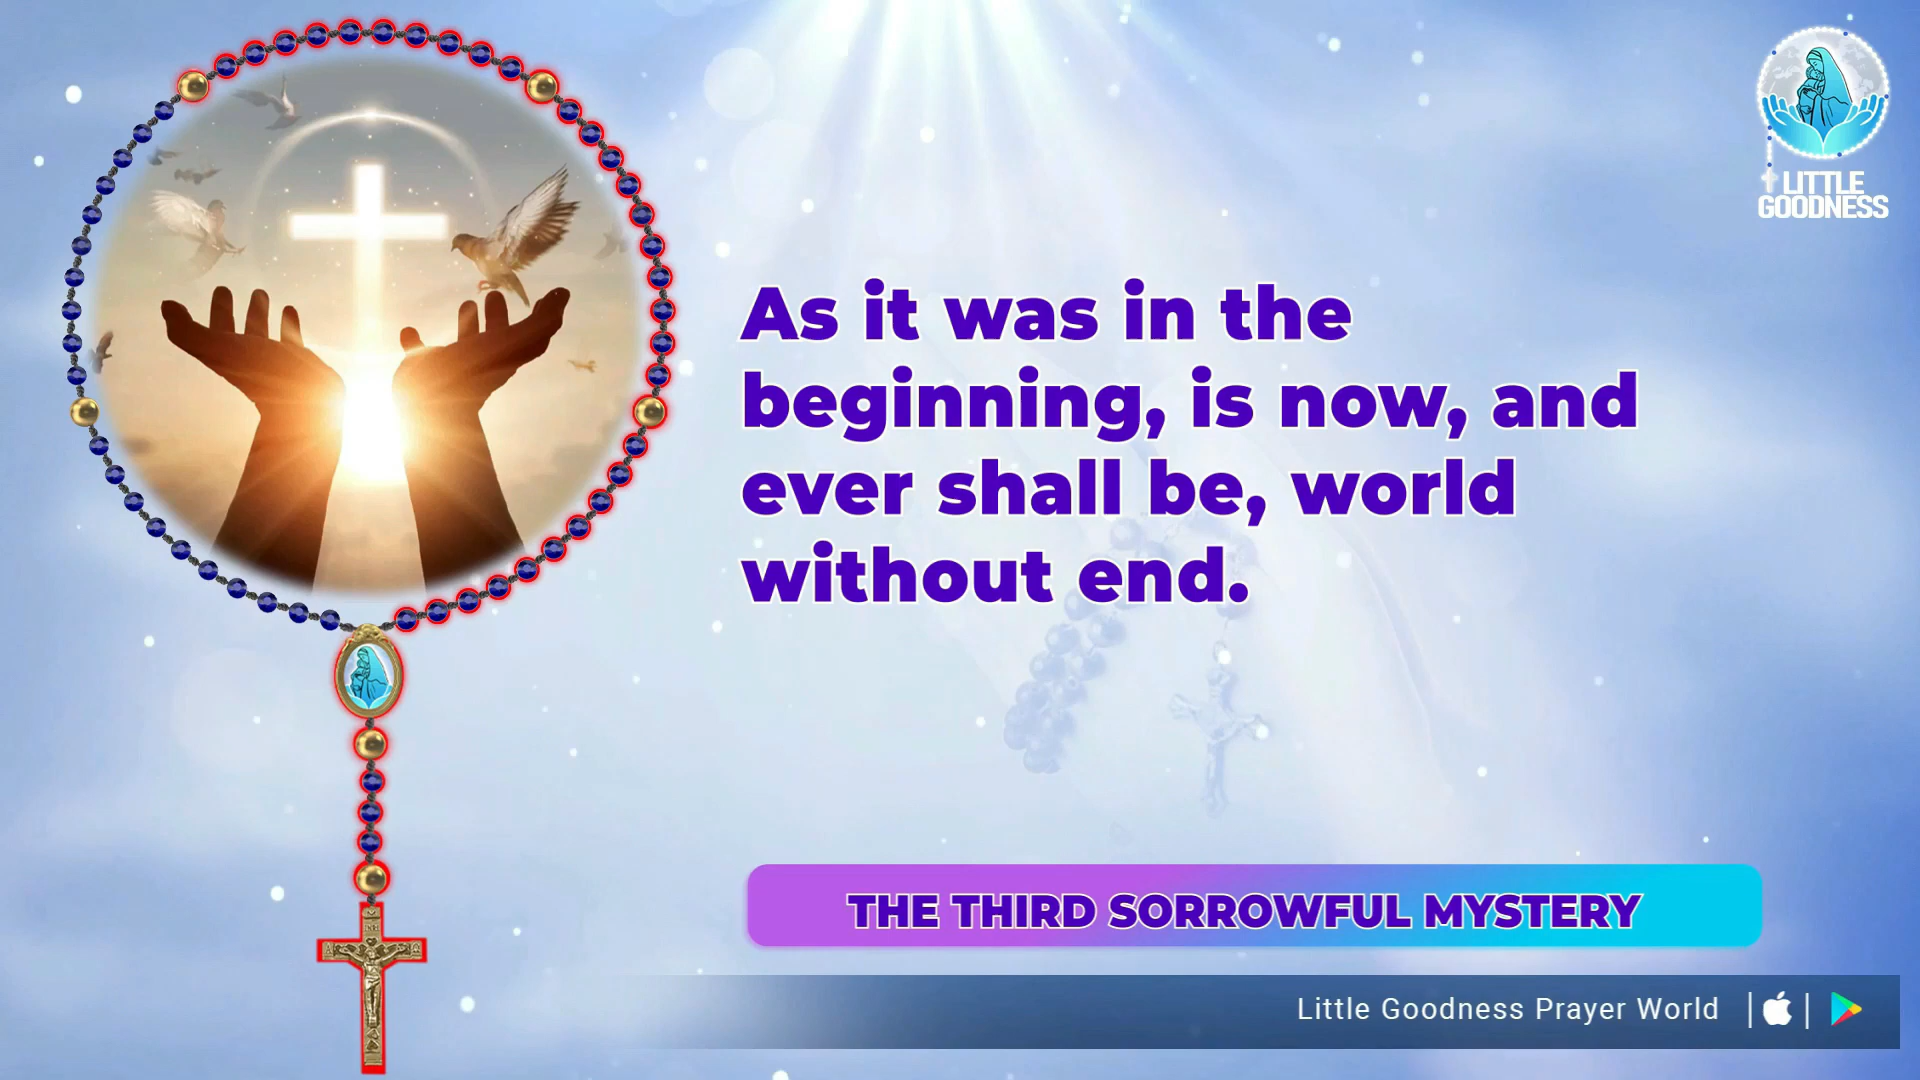 LITTLE
GOODNESS
As it was in the
beginning, is now, and
ever shall be, world
without end.
THE THIRD SORROWFUL MYSTERY
Little Goodness Prayer World
INRI